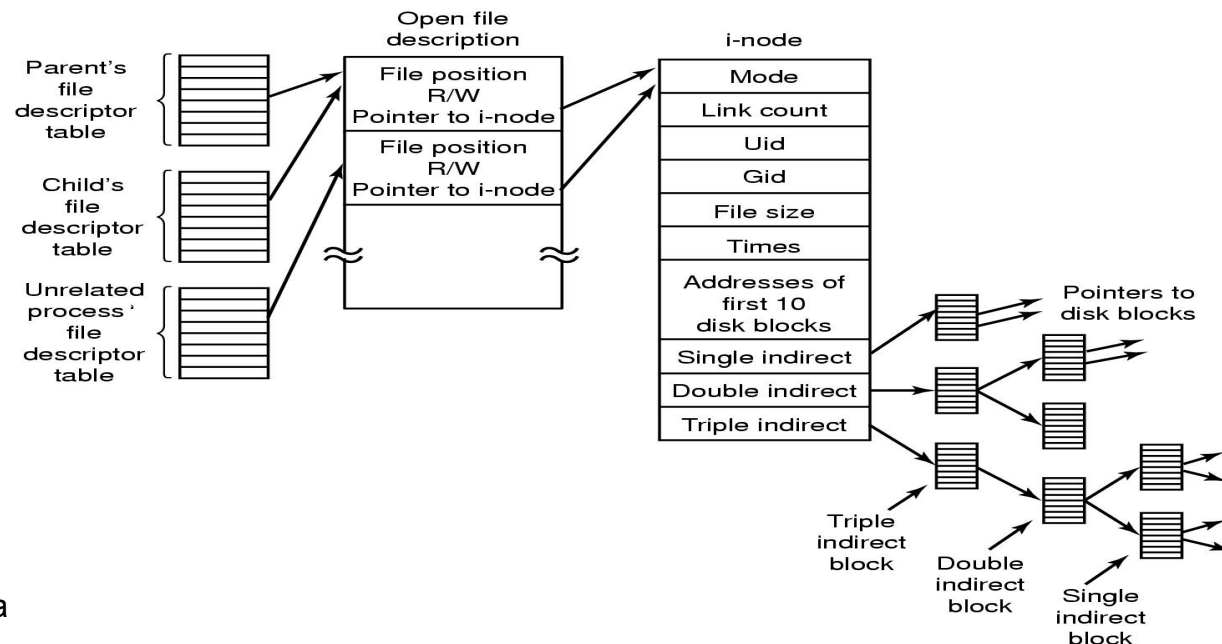 Parent's
file
descriptor
table
Child's
file
descriptor
table
Unrelated
process'
file
descriptor
table
Open file
description
File position
R/W
Pointer to i-node
File position
R/W
Pointer to i-node
i-node
Mode
Link count
Uid
Gid
File size
Times
Addresses of
first 10
disk blocks
Single indirect
Double indirect
Triple indirect
Pointers to
disk blocks
Triple
indirect
block
Double
indirect
block
Single
indirect
block
a